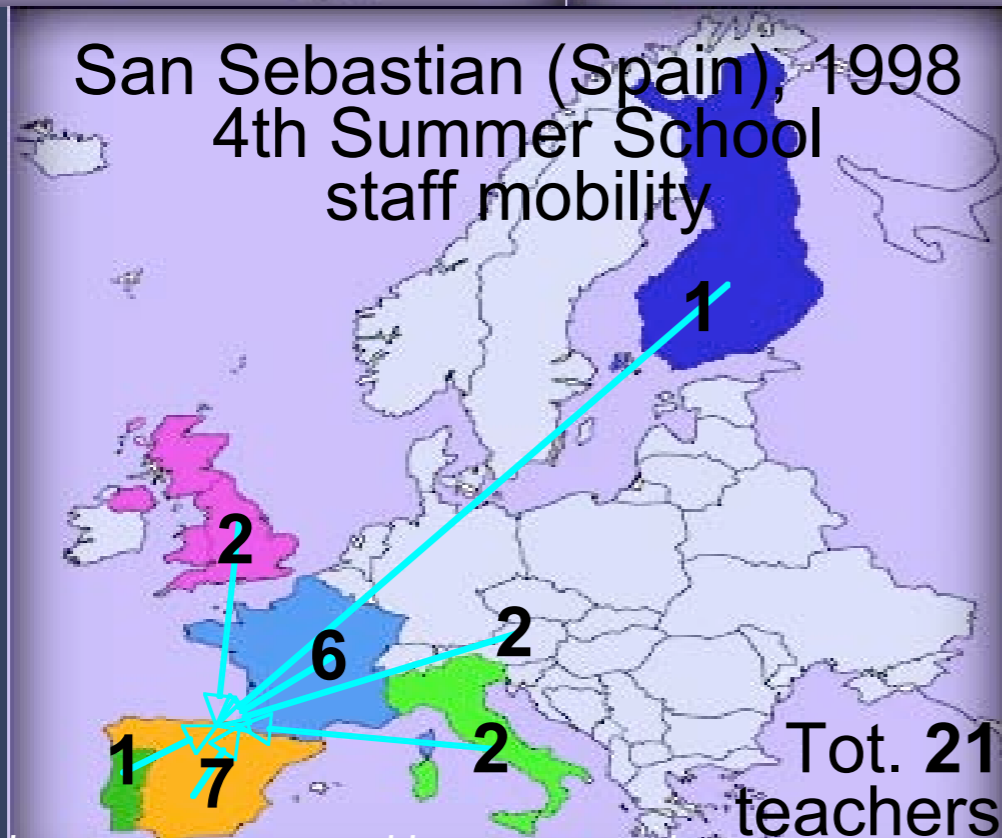 San Sebastian (Spain), 1998
4th Summer School
staff mobility
1
2
6
2
1
7
2
Tot. 21
teachers